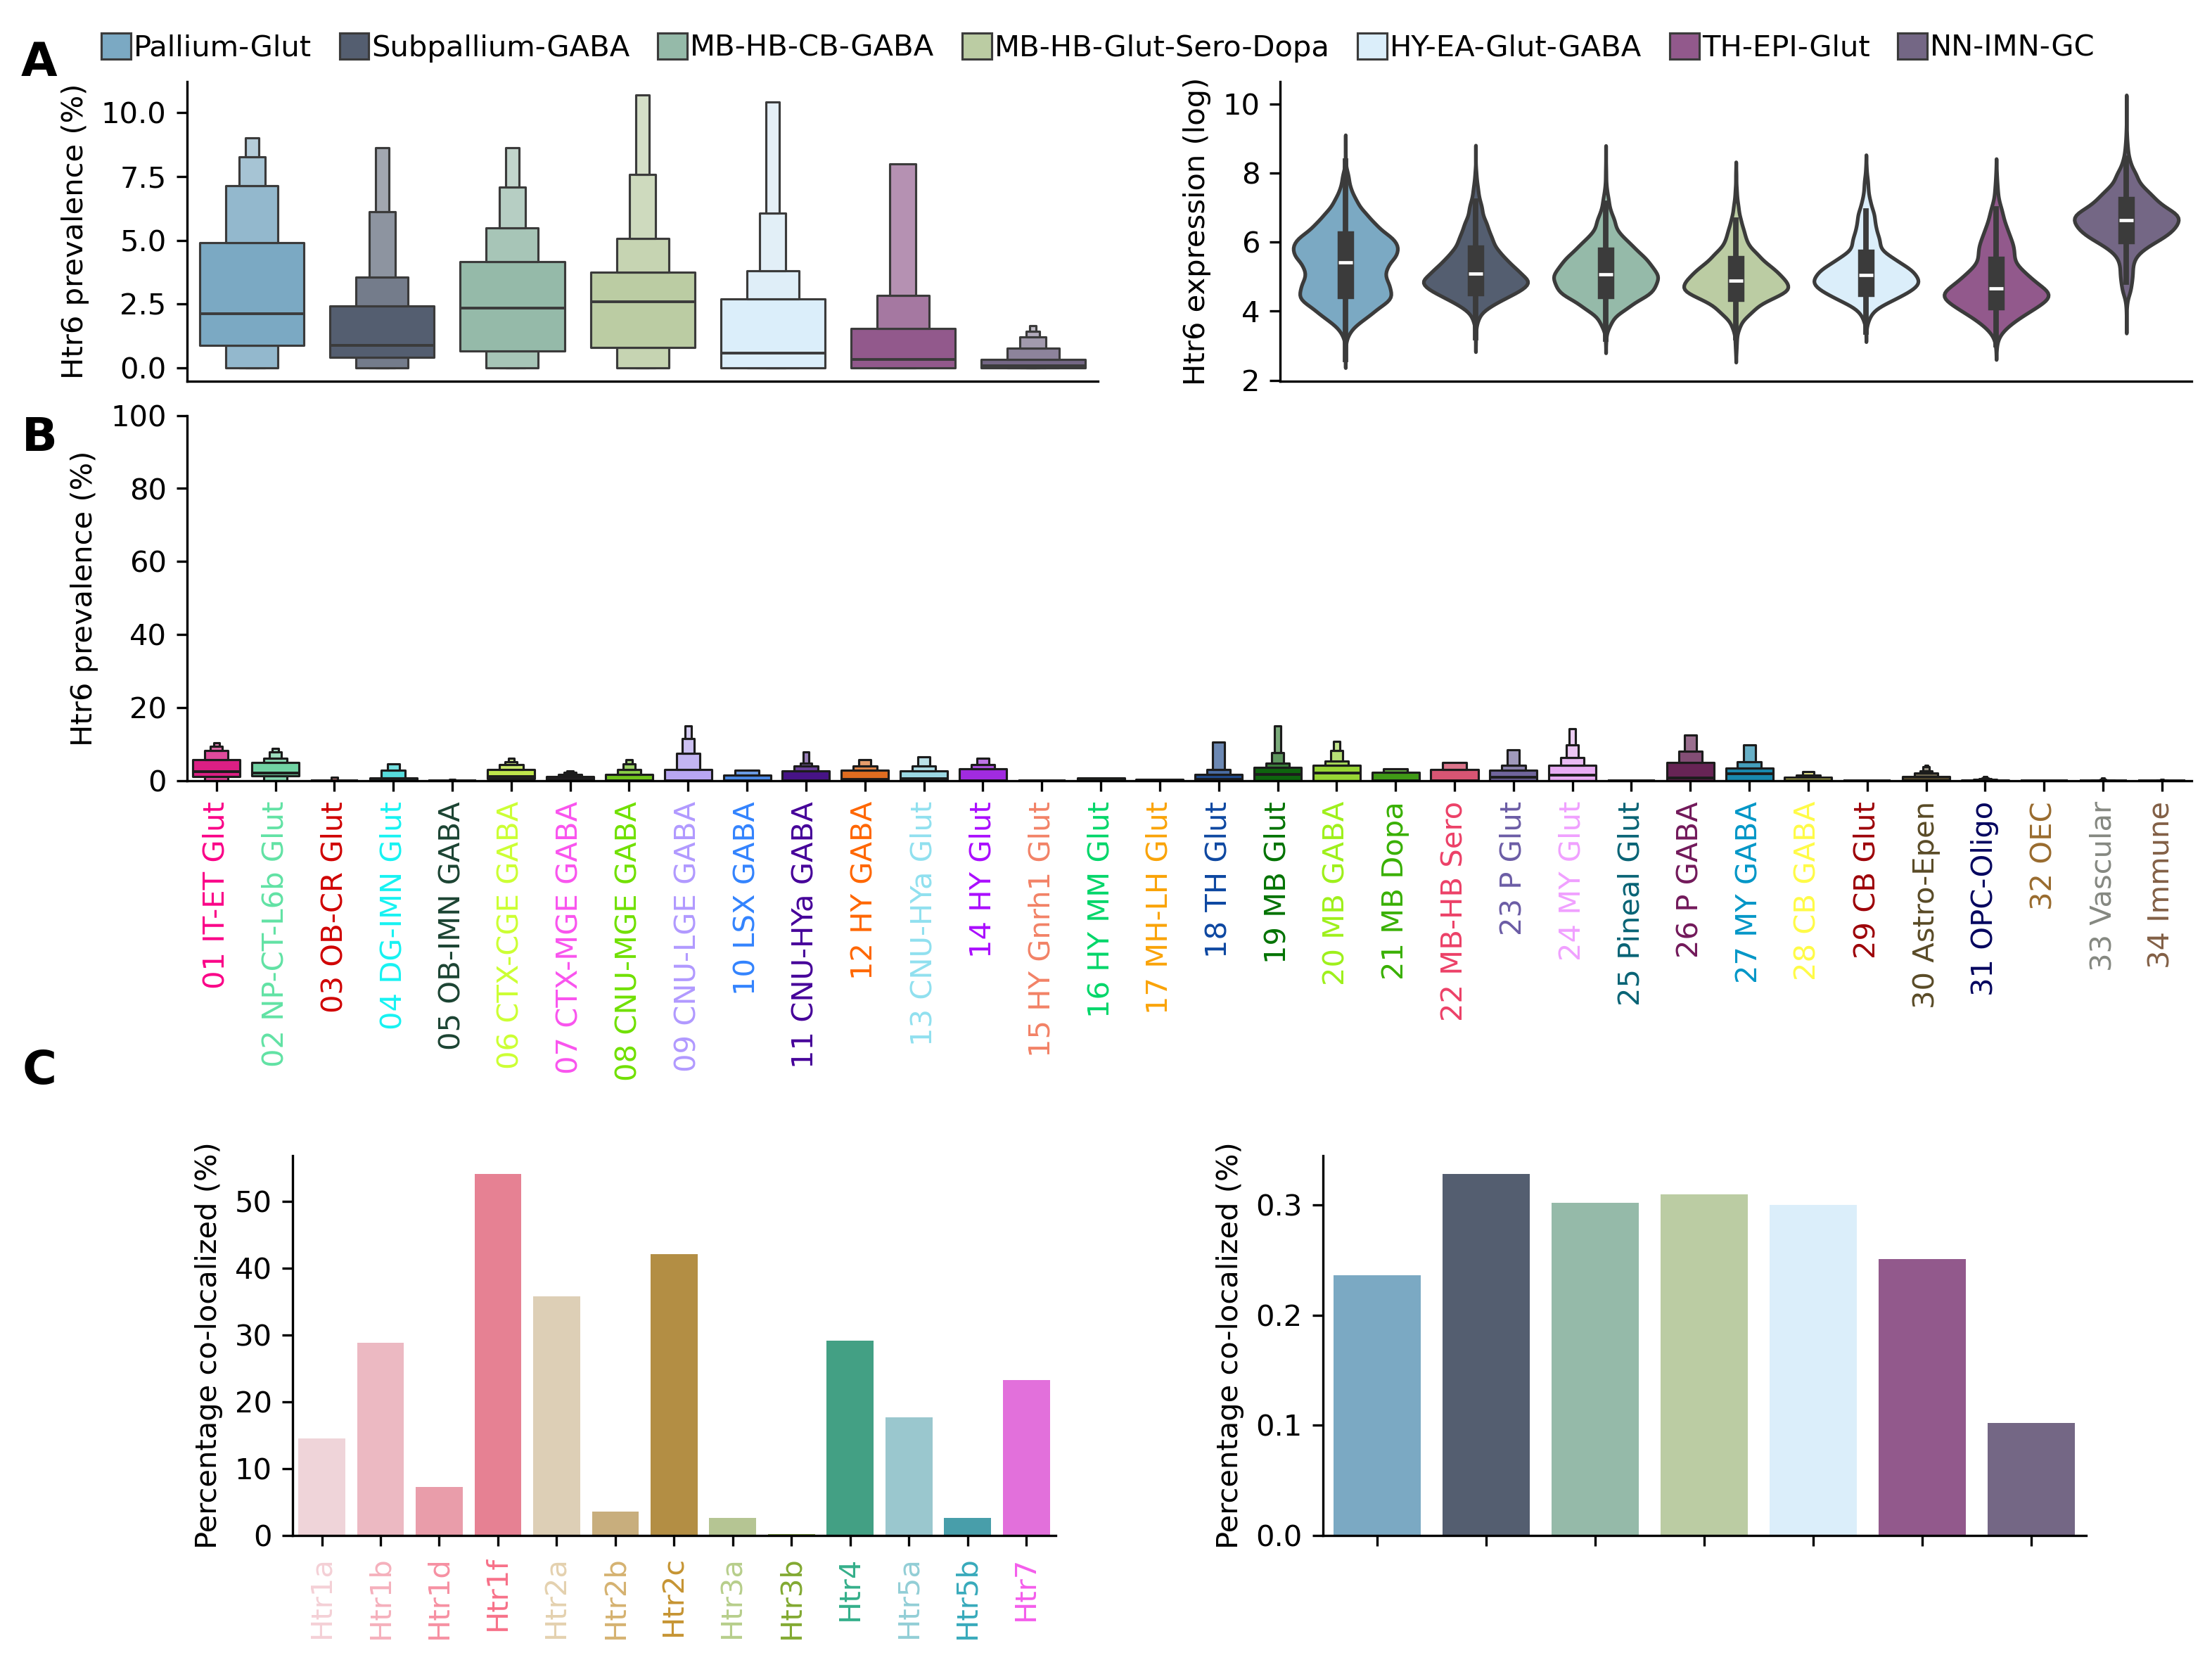 A
Pallium-Glut Subpallium-GABA MB-HB-CB-GABA MB-HB-Glut-Sero-Dopa HY-EA-Glut-GABA TH-EPI-Glut NN-IMN-GC
Htr6 prevalence (%)
10.0
7.5
5.0
2.5
0.0
Htr6 expression (log)
10
8
6
4
2
B
Htr6 prevalence (%)
100
80
60
40
20
0
01 IT-ET Glut
02 NP-CT-L6b Glut
03 OB-CR Glut
04 DG-IMN Glut
05 OB-IMN GABA
06 CTX-CGE GABA
07 CTX-MGE GABA
08 CNU-MGE GABA
09 CNU-LGE GABA
10 LSX GABA
11 CNU-HYa GABA
12 HY GABA
13 CNU-HYa Glut
14 HY Glut
15 HY Gnrh1 Glut
16 HY MM Glut
17 MH-LH Glut
18 TH Glut
19 MB Glut
20 MB GABA
21 MB Dopa
22 MB-HB Sero
23 P Glut
24 MY Glut
25 Pineal Glut
26 P GABA
27 MY GABA
28 CB GABA
29 CB Glut
30 Astro-Epen
31 OPC-Oligo
32 OEC
33 Vascular
34 Immune
C
Percentage co-localized (%)
50
40
30
20
10
0
Htr1a
Htr1b
Htr1d
Htr1f
Htr2a
Htr2b
Htr2c
Htr3a
Htr3b
Htr4
Htr5a
Htr5b
Htr7
Percentage co-localized (%)
0.3
0.2
0.1
0.0